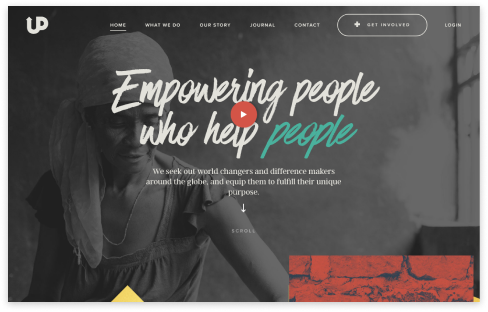 UP
HOME WHAT WE DO OUR STORY JOURNAL CONTACT GET INVOLVED LOGIN
Empowering people
who help people
We seek out world changers and difference makers
around the globe, and equip them to fulfill their unique
purpose.
SCROLL